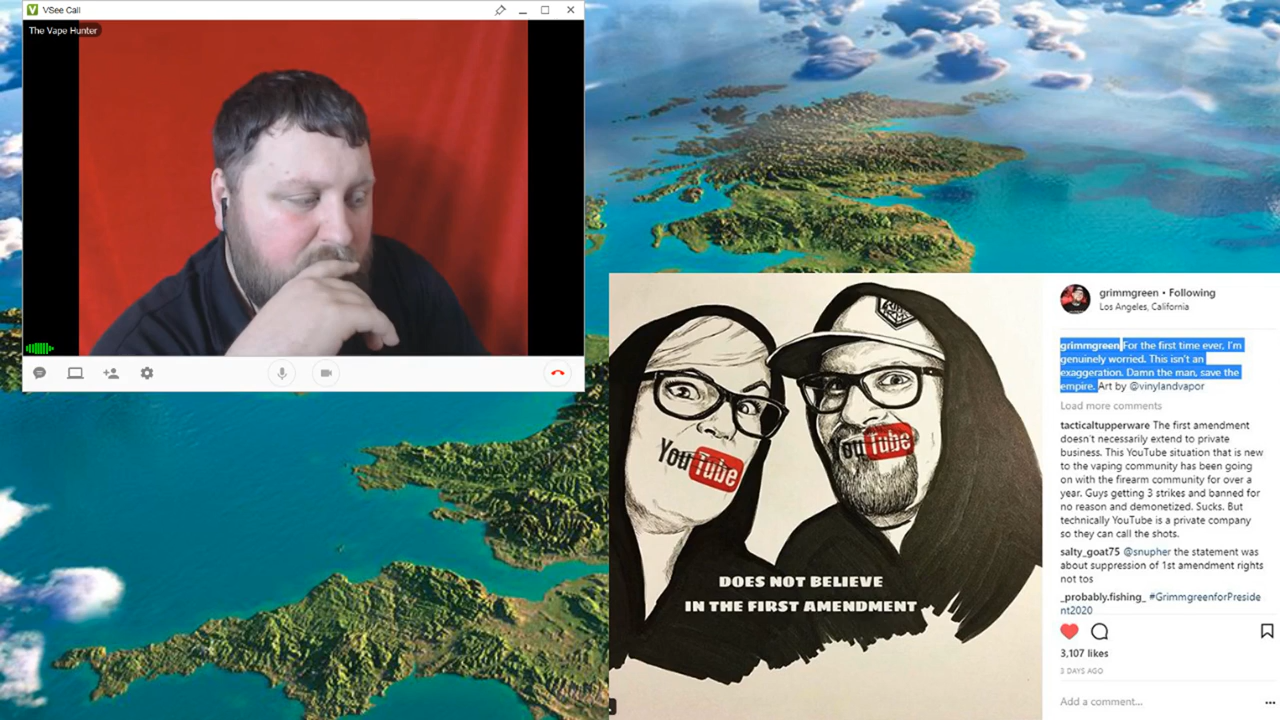 VSee Call
The Vape Hunter
grimmgreen • Following
Los Angeles, California
grimmgreen For the first time ever, I'm
genuinely worried. This isn't an
exaggeration. Damn the man, save the
empire. Art by @vinylandvapor
Load more comments
tacticaltupperware The first amendment
doesn't necessarily extend to private
business. This YouTube situation that is new
to the vaping community has been going
on with the firearm community for over a
year. Guys getting 3 strikes and banned for
no reason and demonetized. Sucks. But
technically YouTube is a private company
so they can call the shots.
salty_goat75 @snupher the statement was
about suppression of 1st amendment rights
not tos
_probably.fishing_ #GrimmgreenforPreside
nt2020
3,107 likes
3 DAYS AGO
Add a comment...
You Tube
You Tube
DOES NOT BELIEVE
IN THE FIRST AMENDMENT